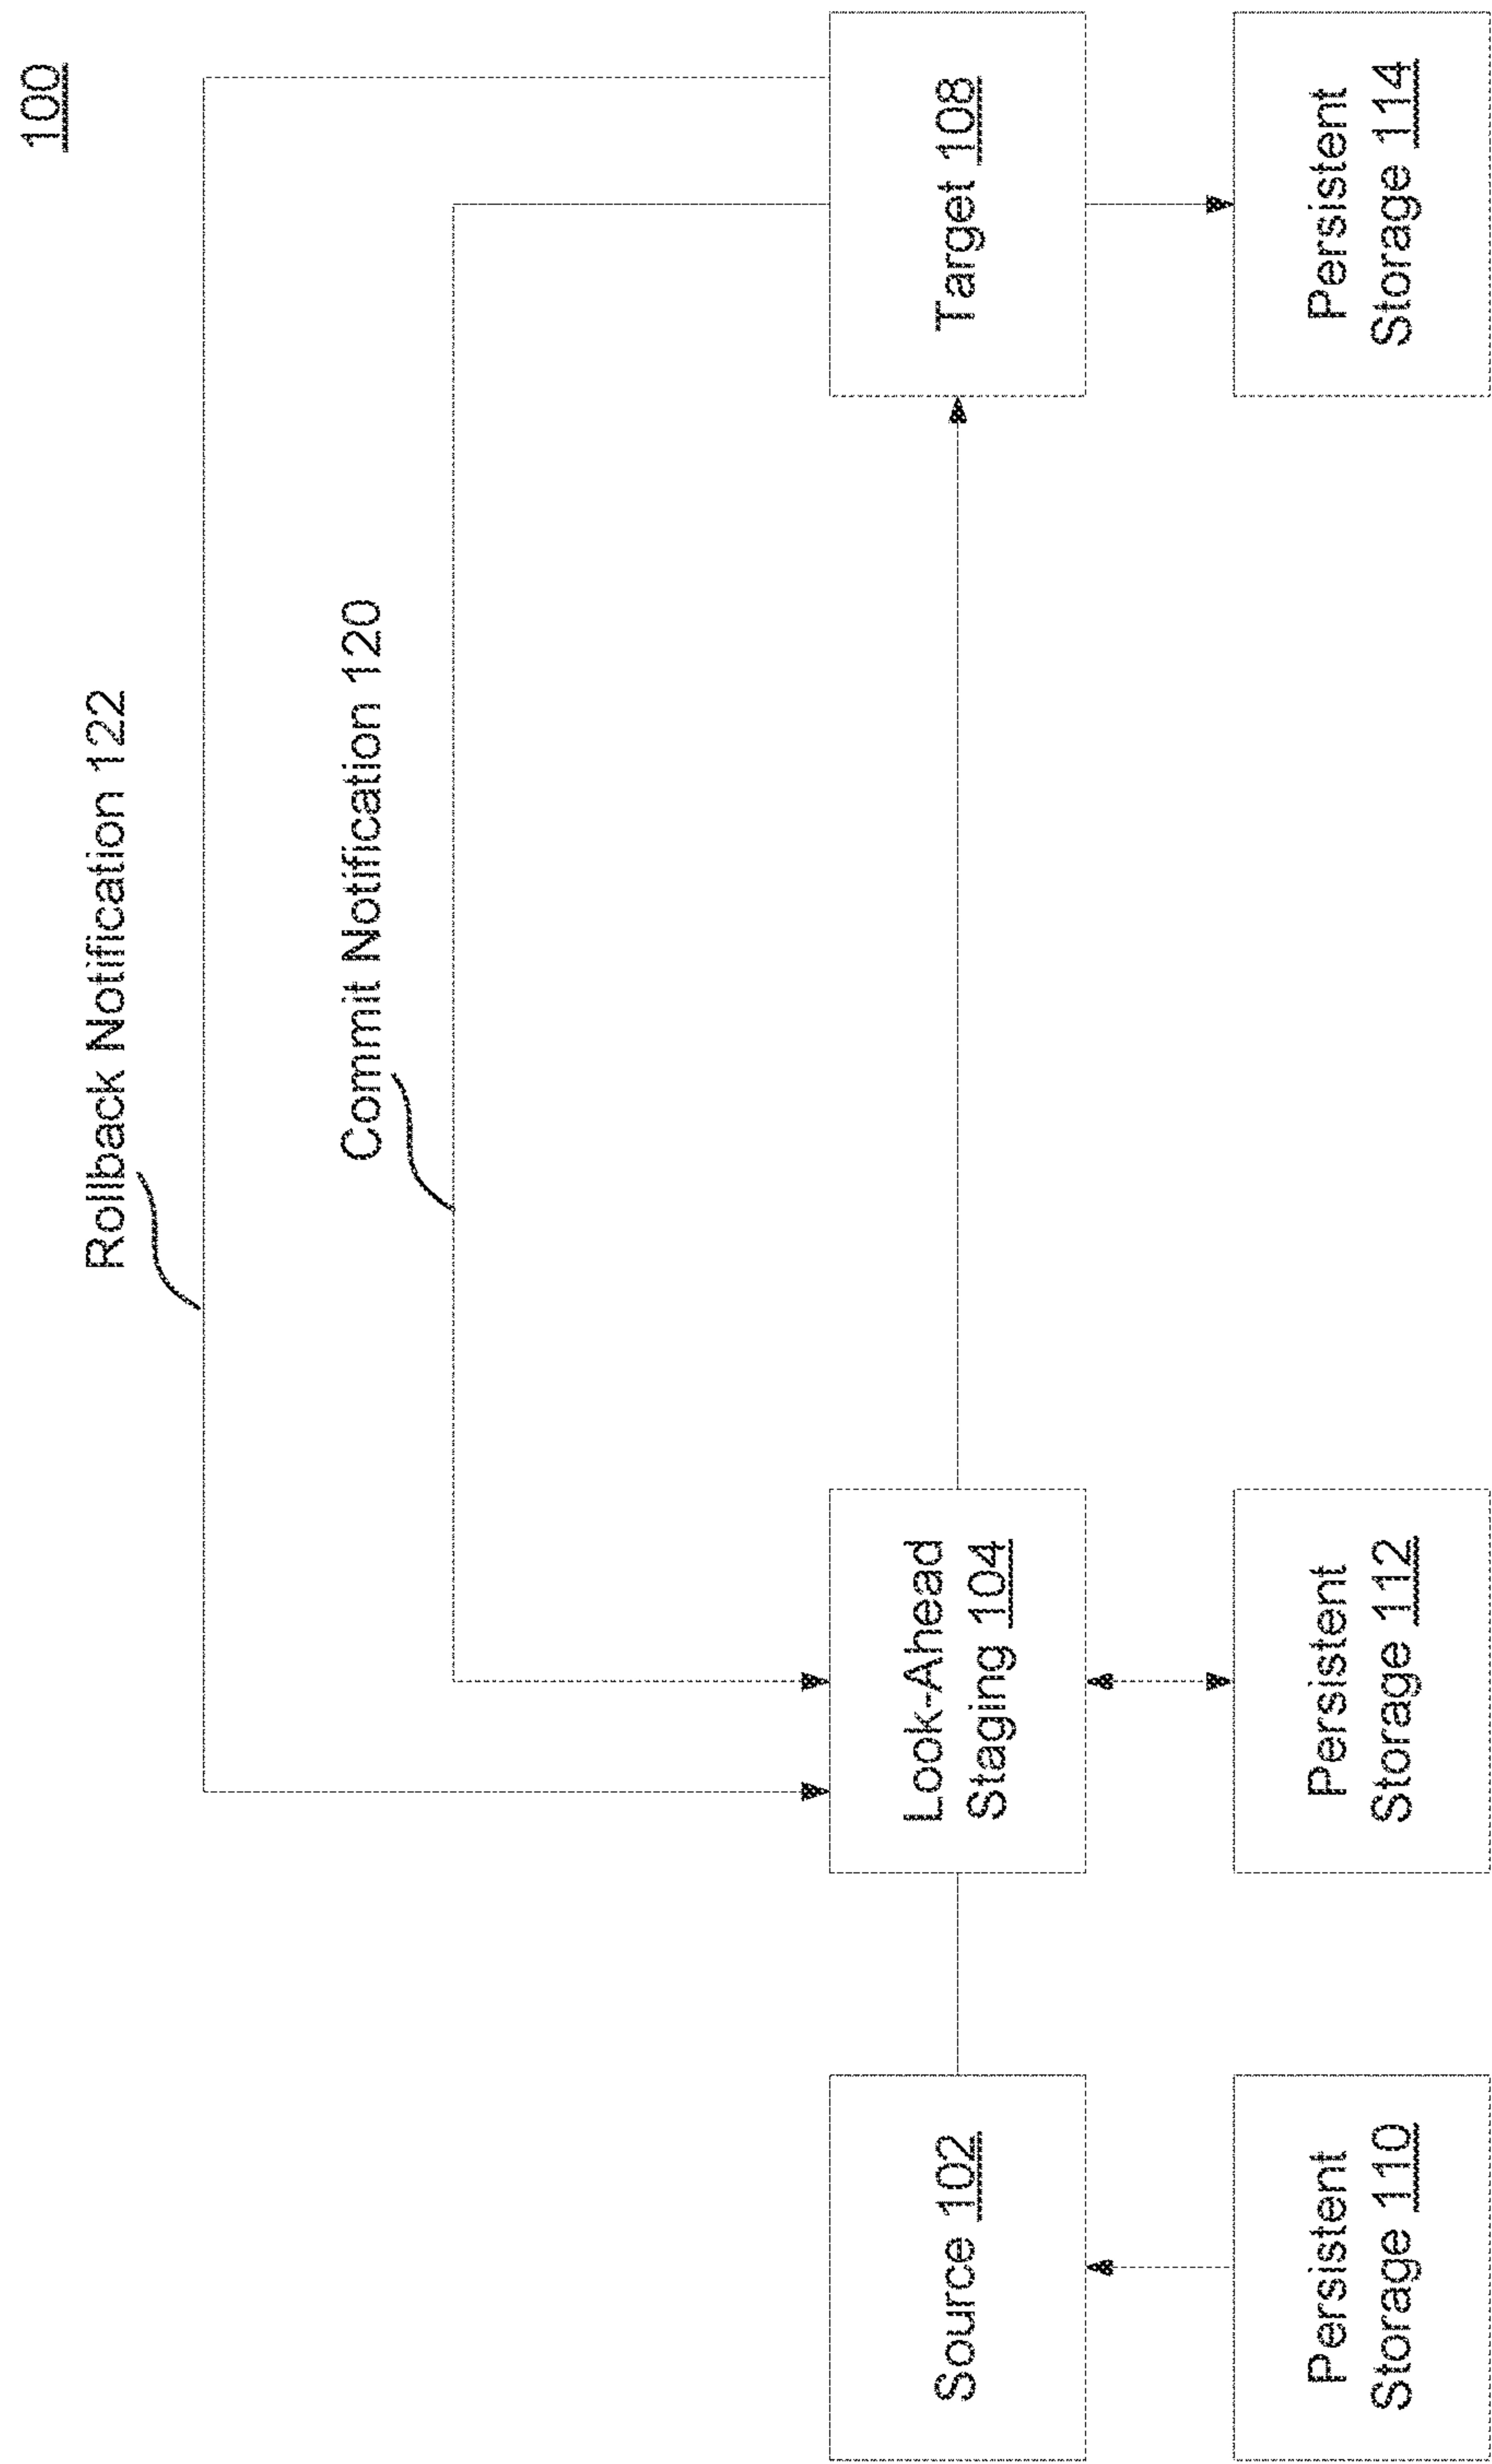 100
Rollback Notification 122
Commit Notification 120
Source 102
Look-Ahead
Staging 104
Target 108
Persistent
Storage 110
Persistent
Storage 112
Persistent
Storage 114